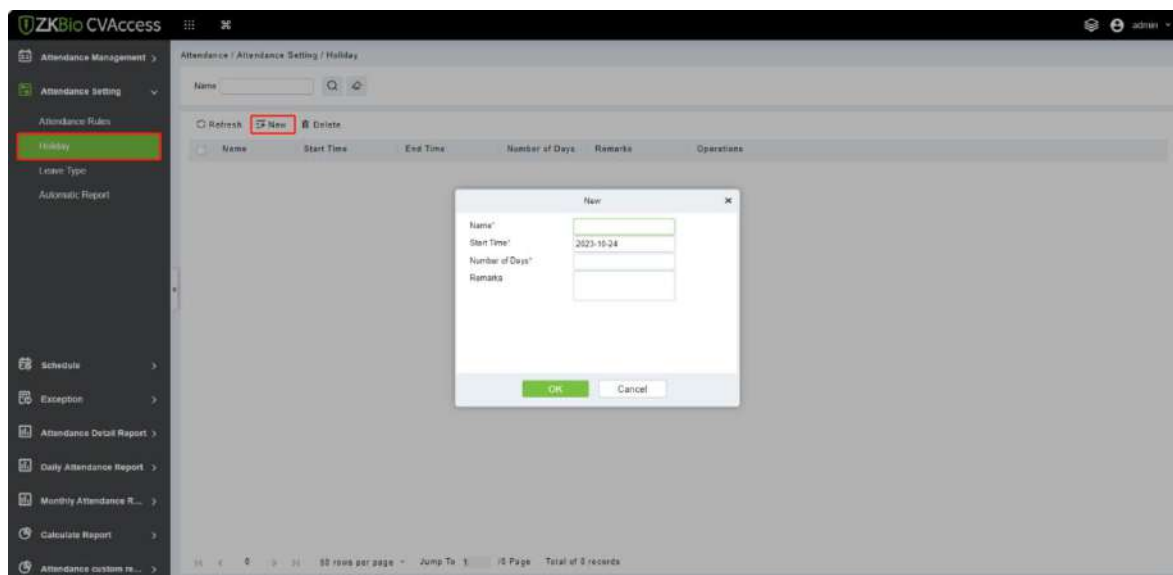 ZKBio CVAccess
admin
Attendance Management
Attendance Setting
Attendance Rules
Holiday
Leave Type
Automatic Report
Schedule
Exception
Attendance Detail Report
Daily Attendance Report
Monthly Attendance R...
Calculate Report
Attendance custom re...
Attendance / Attendance Setting / Holiday
Name
Refresh New Delete
Name Start Time End Time Number of Days Remarks Operations
New
Name*
Start Time* 2023-10-24
Number of Days*
Remarks
OK Cancel
0 50 rows per page Jump To 1 /0 Page Total of 0 records